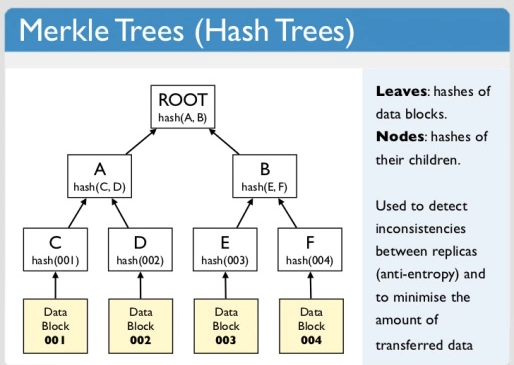 Merkle Trees (Hash Trees)
ROOT
hash(A, B)
A
hash(C, D)
B
hash(E, F)
C
hash(001)
D
hash(002)
E
hash(003)
F
hash(004)
Data
Block
001
Data
Block
002
Data
Block
003
Data
Block
004
Leaves: hashes of
data blocks.
Nodes: hashes of
their children.
Used to detect
inconsistencies
between replicas
(anti-entropy) and
to minimise the
amount of
transferred data